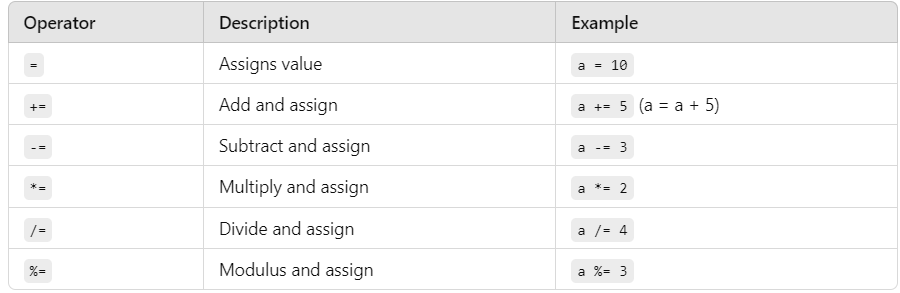 Operator Description Example
= Assigns value a = 10
+= Add and assign a += 5 (a = a + 5)
-= Subtract and assign a -= 3
*= Multiply and assign a *= 2
/= Divide and assign a /= 4
%= Modulus and assign a %= 3